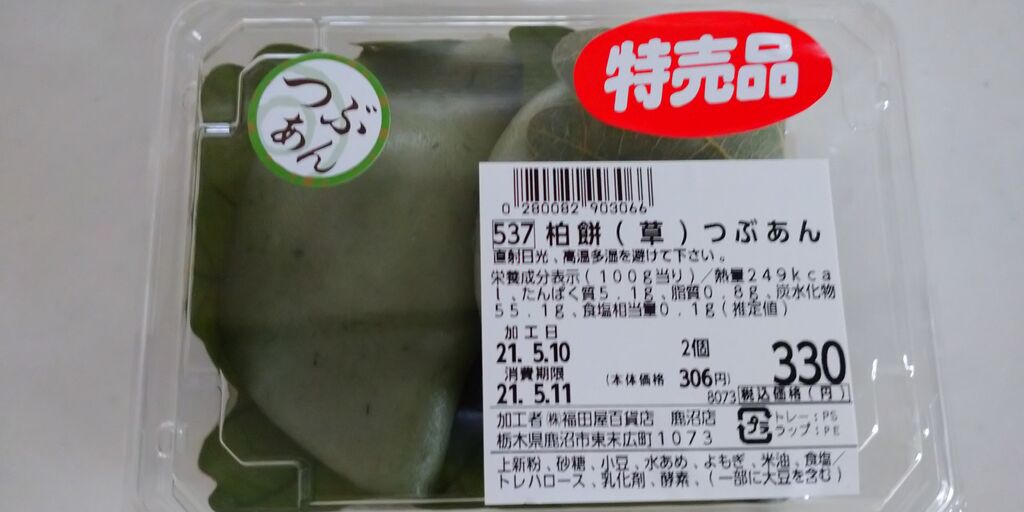 特売品
つぶ
あん
0 280082 903066
537 柏餅(草)つぶあん
直射日光、高温多湿を避けて下さい。
栄養成分表示(100g当り)/熱量249kca
l、たんぱく質5.1g、脂質0.8g、炭水化物
55.1g、食塩相当量0.1g(推定値)
加工日
21. 5.10
2個
330
消費期限
21. 5.11
(本体価格 306円)
8073 税込価格(円)
加工者㈱福田屋百貨店 鹿沼店
栃木県鹿沼市東末広町1073
プラ
トレー:PS
ラップ:PE
上新粉、砂糖、小豆、水あめ、よもぎ、米油、食塩/
トレハロース、乳化剤、酵素、(一部に大豆を含む)